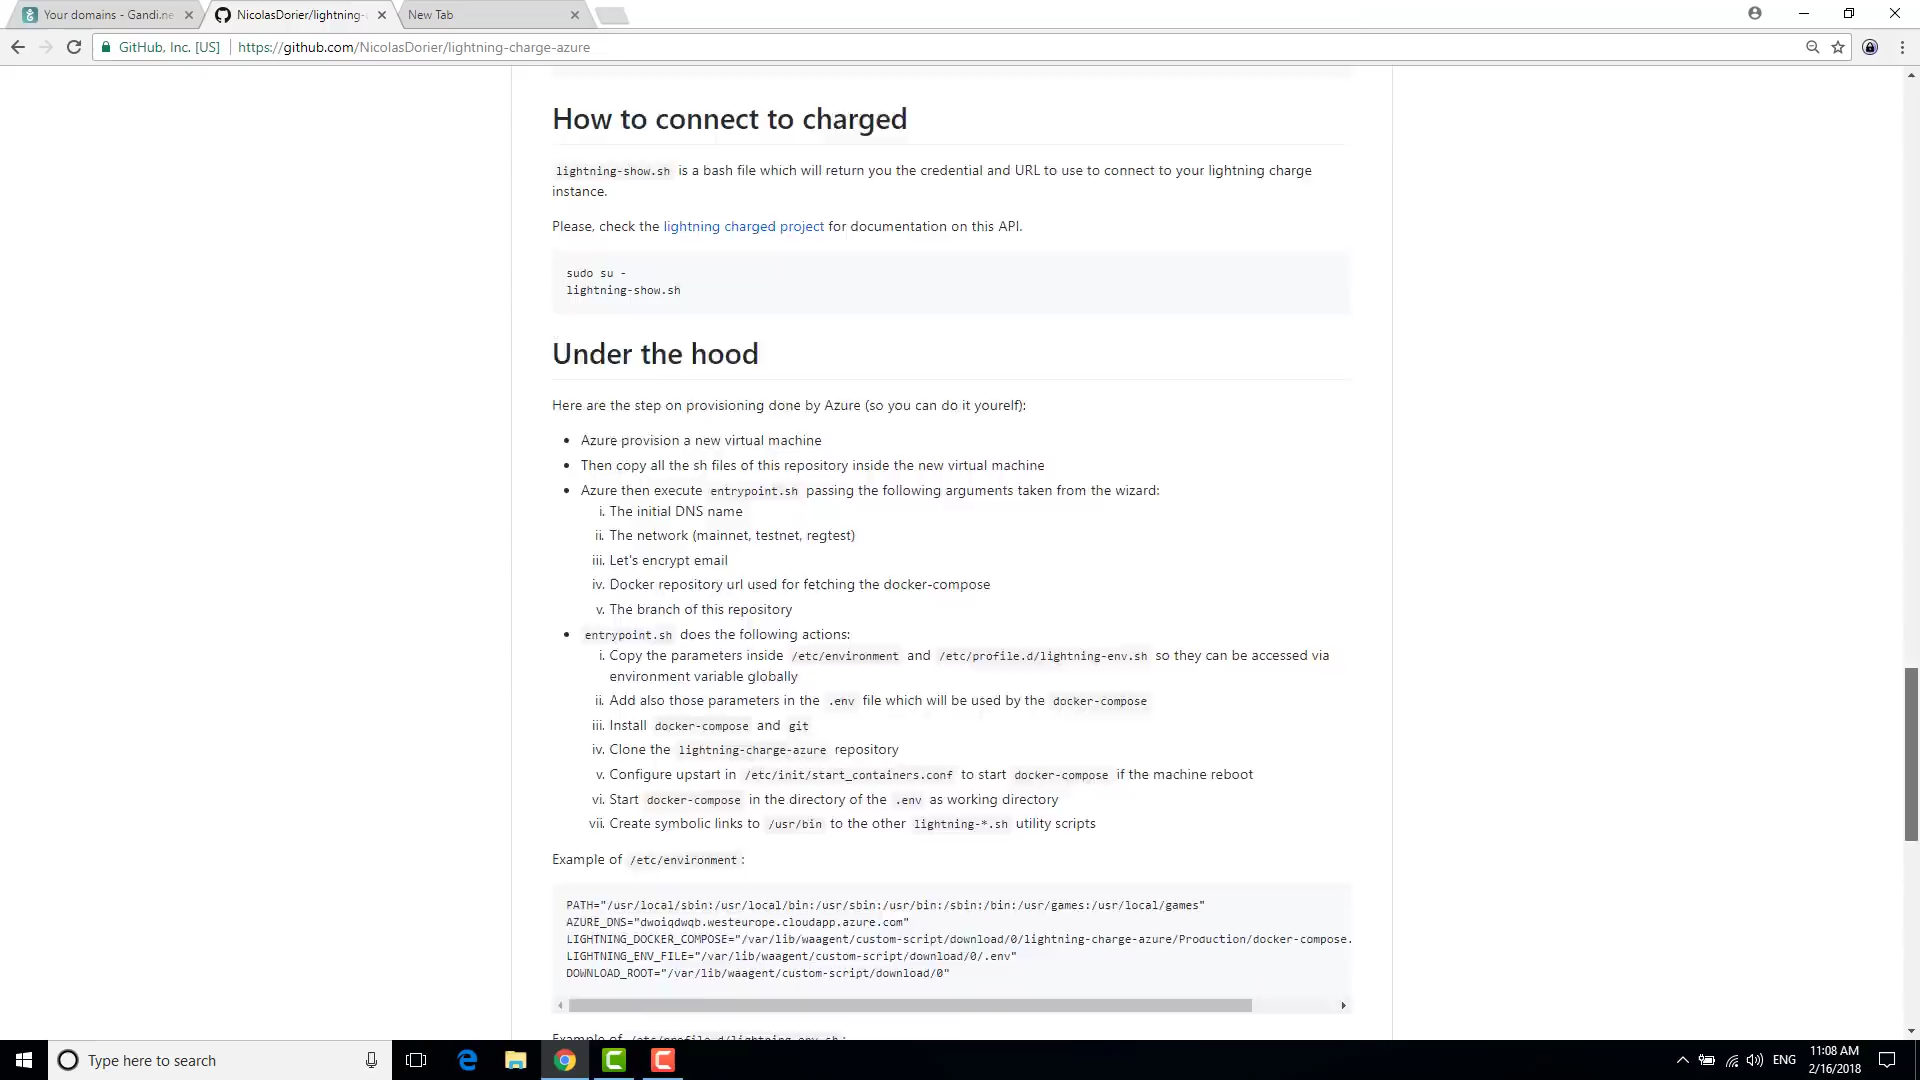 Your domains - Gandi.ne
NicolasDorier/lightning-
New Tab
GitHub, Inc. [US]
https://github.com/NicolasDorier/lightning-charge-azure
How to connect to charged
lightning-show.sh is a bash file which will return you the credential and URL to use to connect to your lightning charge
instance.
Please, check the lightning charged project for documentation on this API.
sudo su -
lightning-show.sh
Under the hood
Here are the step on provisioning done by Azure (so you can do it yourelf):
• Azure provision a new virtual machine
• Then copy all the sh files of this repository inside the new virtual machine
• Azure then execute entrypoint.sh passing the following arguments taken from the wizard:
i. The initial DNS name
ii. The network (mainnet, testnet, regtest)
iii. Let's encrypt email
iv. Docker repository url used for fetching the docker-compose
v. The branch of this repository
• entrypoint.sh does the following actions:
i. Copy the parameters inside /etc/environment and /etc/profile.d/lightning-env.sh so they can be accessed via
environment variable globally
ii. Add also those parameters in the .env file which will be used by the docker-compose
iii. Install docker-compose and git
iv. Clone the lightning-charge-azure repository
v. Configure upstart in /etc/init/start_containers.conf to start docker-compose if the machine reboot
vi. Start docker-compose in the directory of the .env as working directory
vii. Create symbolic links to /usr/bin to the other lightning-*.sh utility scripts
Example of /etc/environment:
PATH="/usr/local/sbin:/usr/local/bin:/usr/sbin:/usr/bin:/sbin:/bin:/usr/games:/usr/local/games"
AZURE_DNS="dwoiqdwqb.westeurope.cloudapp.azure.com"
LIGHTNING_DOCKER_COMPOSE="/var/lib/waagent/custom-script/download/0/lightning-charge-azure/Production/docker-compose.
LIGHTNING_ENV_FILE="/var/lib/waagent/custom-script/download/0/.env"
DOWNLOAD_ROOT="/var/lib/waagent/custom-script/download/0"
Example of /etc/profile.d/lightning-env.sh:
Type here to search
ENG
11:08 AM
2/16/2018